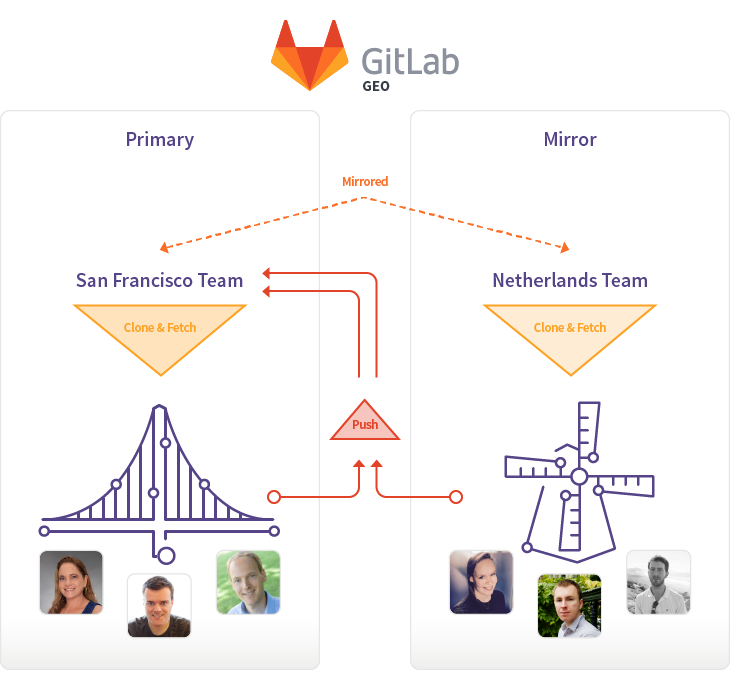 GitLab
GEO
Primary
Mirror
Mirrored
San Francisco Team
Netherlands Team
Clone & Fetch
Clone & Fetch
Push